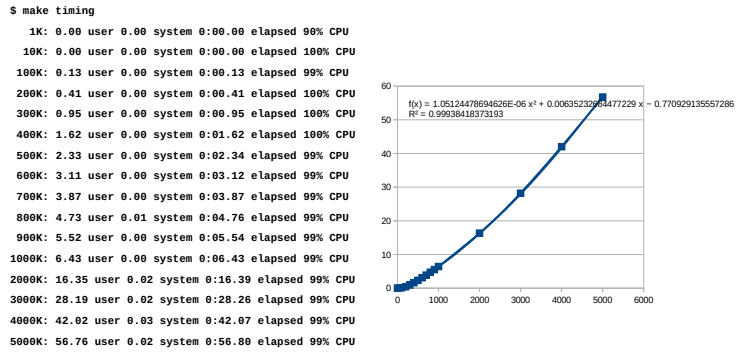 $ make timing
1K: 0.00 user 0.00 system 0:00.00 elapsed 90% CPU
10K: 0.00 user 0.00 system 0:00.00 elapsed 100% CPU
100K: 0.13 user 0.00 system 0:00.13 elapsed 99% CPU
200K: 0.41 user 0.00 system 0:00.41 elapsed 100% CPU
300K: 0.95 user 0.00 system 0:00.95 elapsed 100% CPU
400K: 1.62 user 0.00 system 0:01.62 elapsed 100% CPU
500K: 2.33 user 0.00 system 0:02.34 elapsed 99% CPU
600K: 3.11 user 0.00 system 0:03.12 elapsed 99% CPU
700K: 3.87 user 0.00 system 0:03.87 elapsed 99% CPU
800K: 4.73 user 0.01 system 0:04.76 elapsed 99% CPU
900K: 5.52 user 0.00 system 0:05.54 elapsed 99% CPU
1000K: 6.43 user 0.00 system 0:06.43 elapsed 99% CPU
2000K: 16.35 user 0.02 system 0:16.39 elapsed 99% CPU
3000K: 28.19 user 0.02 system 0:28.26 elapsed 99% CPU
4000K: 42.02 user 0.03 system 0:42.07 elapsed 99% CPU
5000K: 56.76 user 0.02 system 0:56.80 elapsed 99% CPU
60
f(x) = 1.05124478694626E-06 x² + x − 0.770929135557286
R² = 0.99938418373193
50
40
30
20
10
0
0 1000 2000 3000 4000 5000 6000